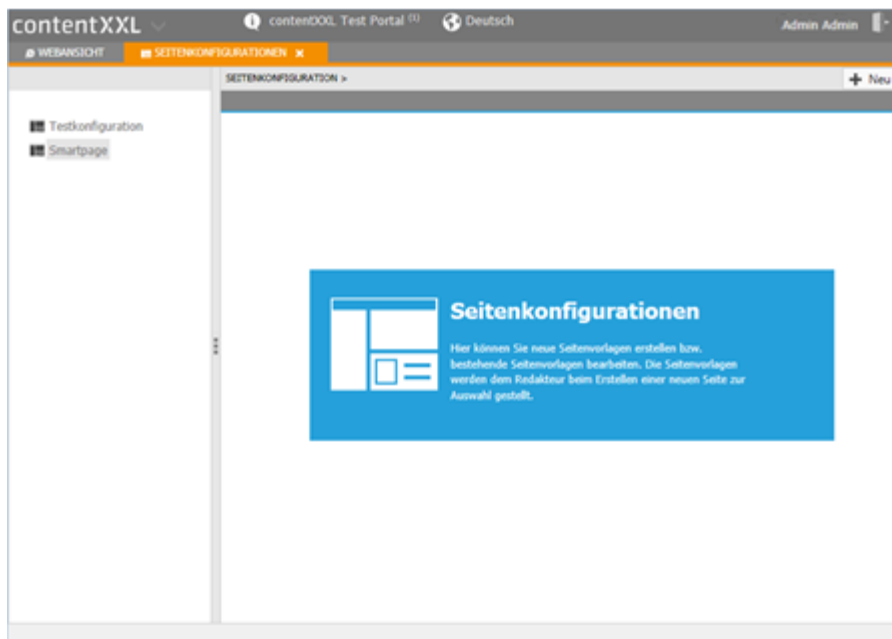 contentXXL
contentXXL Test Portal (1)
Deutsch
Admin Admin
WEBANSICHT
SEITENKONFIGURATIONEN x
SEITENKONFIGURATION >
+ Neu
Testkonfiguration
Smartpage
Seitenkonfigurationen
Hier können Sie neue Seitenvorlagen erstellen bzw.
bestehende Seitenvorlagen bearbeiten. Die Seitenvorlagen
werden dem Redakteur beim Erstellen einer neuen Seite zur
Auswahl gestellt.